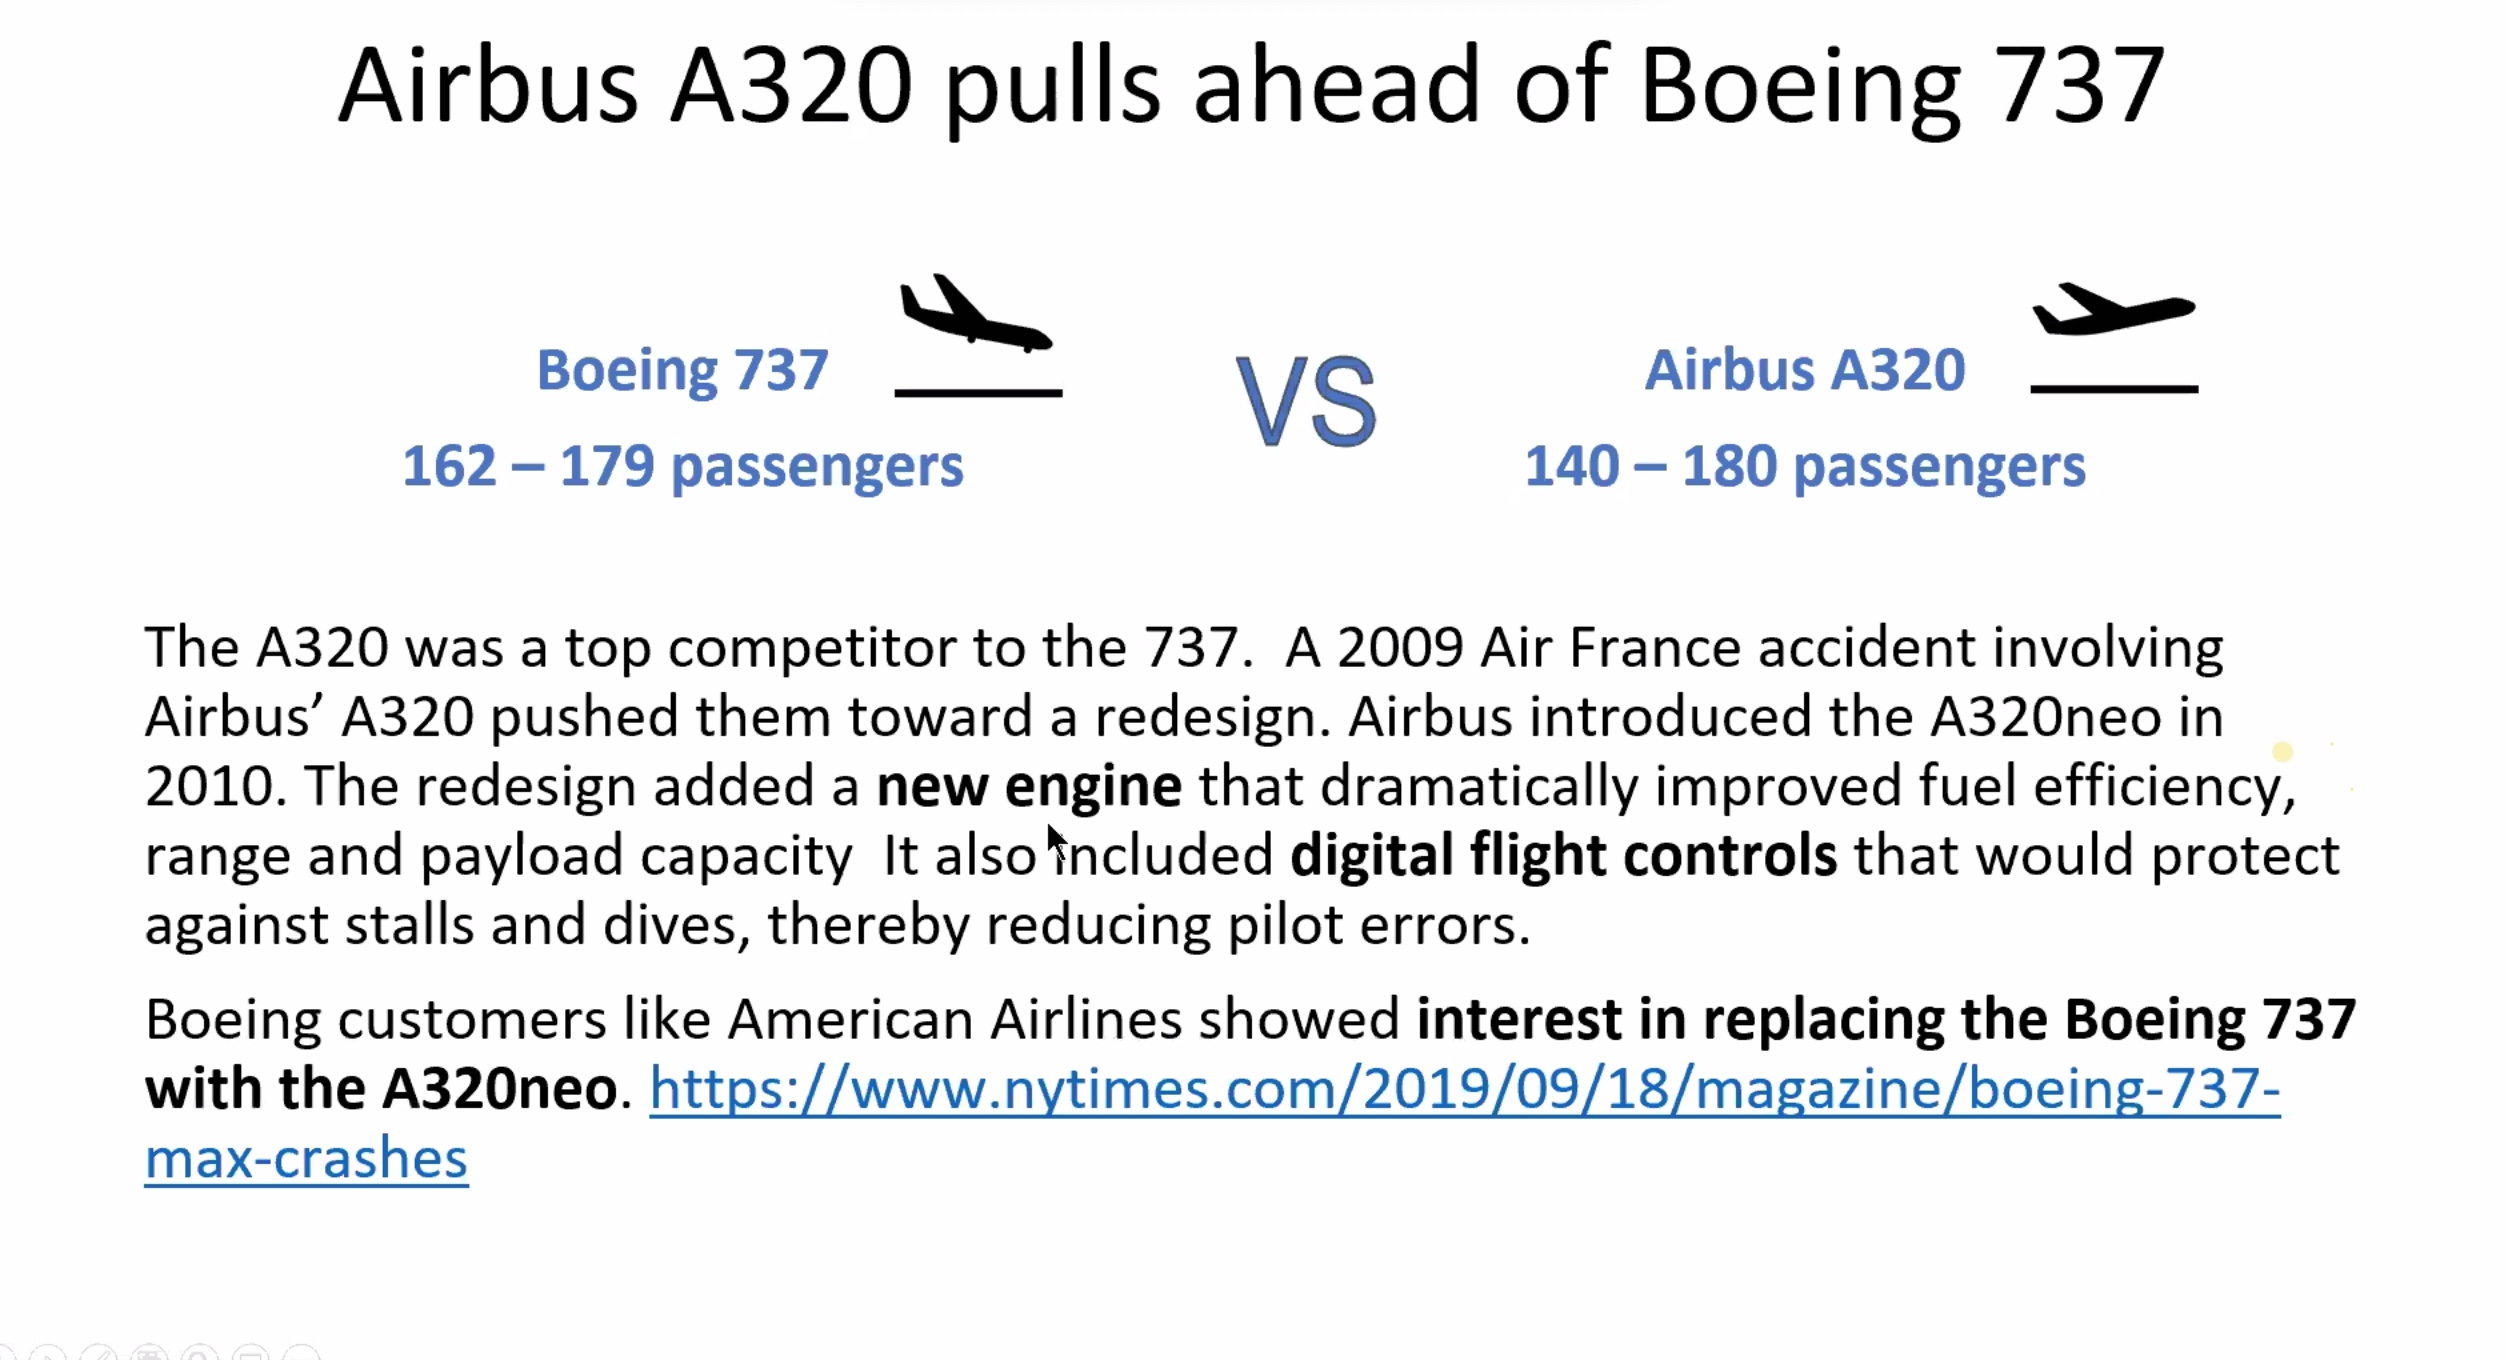 Airbus A320 pulls ahead of Boeing 737
Boeing 737
162 – 179 passengers
VS
Airbus A320
140 – 180 passengers
The A320 was a top competitor to the 737.  A 2009 Air France accident involving
Airbus’ A320 pushed them toward a redesign. Airbus introduced the A320neo in
2010. The redesign added a new engine that dramatically improved fuel efficiency,
range and payload capacity  It also included digital flight controls that would protect
against stalls and dives, thereby reducing pilot errors.
Boeing customers like American Airlines showed interest in replacing the Boeing 737
with the A320neo. https://www.nytimes.com/2019/09/18/magazine/boeing-737-
max-crashes